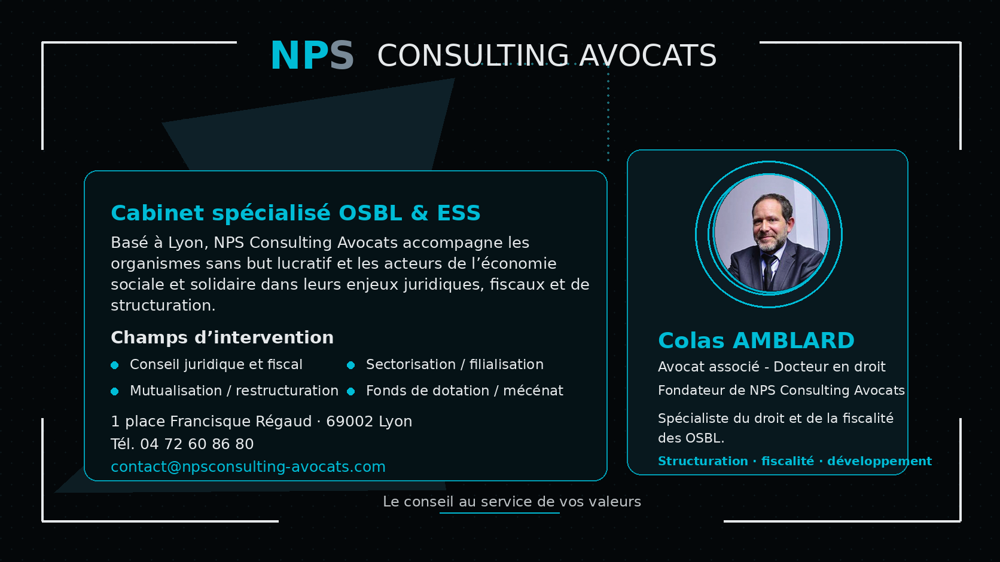 NPS CONSULTING AVOCATS
Cabinet spécialisé OSBL & ESS
Basé à Lyon, NPS Consulting Avocats accompagne les
organismes sans but lucratif et les acteurs de l’économie
sociale et solidaire dans leurs enjeux juridiques, fiscaux et de
structuration.
Champs d’intervention
Conseil juridique et fiscal
Sectorisation / filialisation
Mutualisation / restructuration
Fonds de dotation / mécénat
1 place Francisque Régaud · 69002 Lyon
Tél. 04 72 60 86 80
contact@npsconsulting-avocats.com
Colas AMBLARD
Avocat associé - Docteur en droit
Fondateur de NPS Consulting Avocats
Spécialiste du droit et de la fiscalité
des OSBL.
Structuration · fiscalité · développement
Le conseil au service de vos valeurs